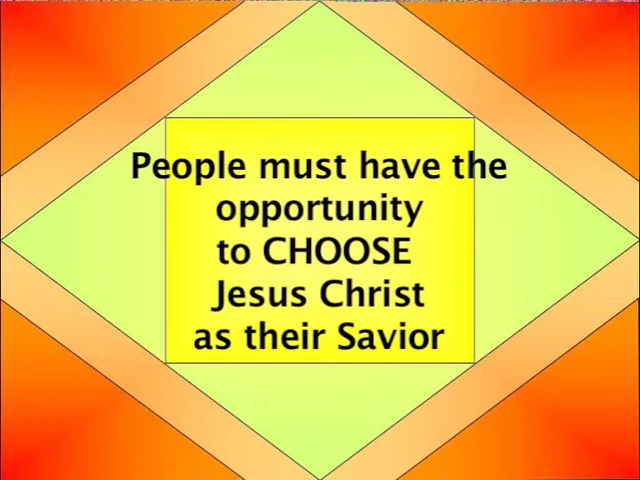 People must have the
opportunity
to CHOOSE
Jesus Christ
as their Savior